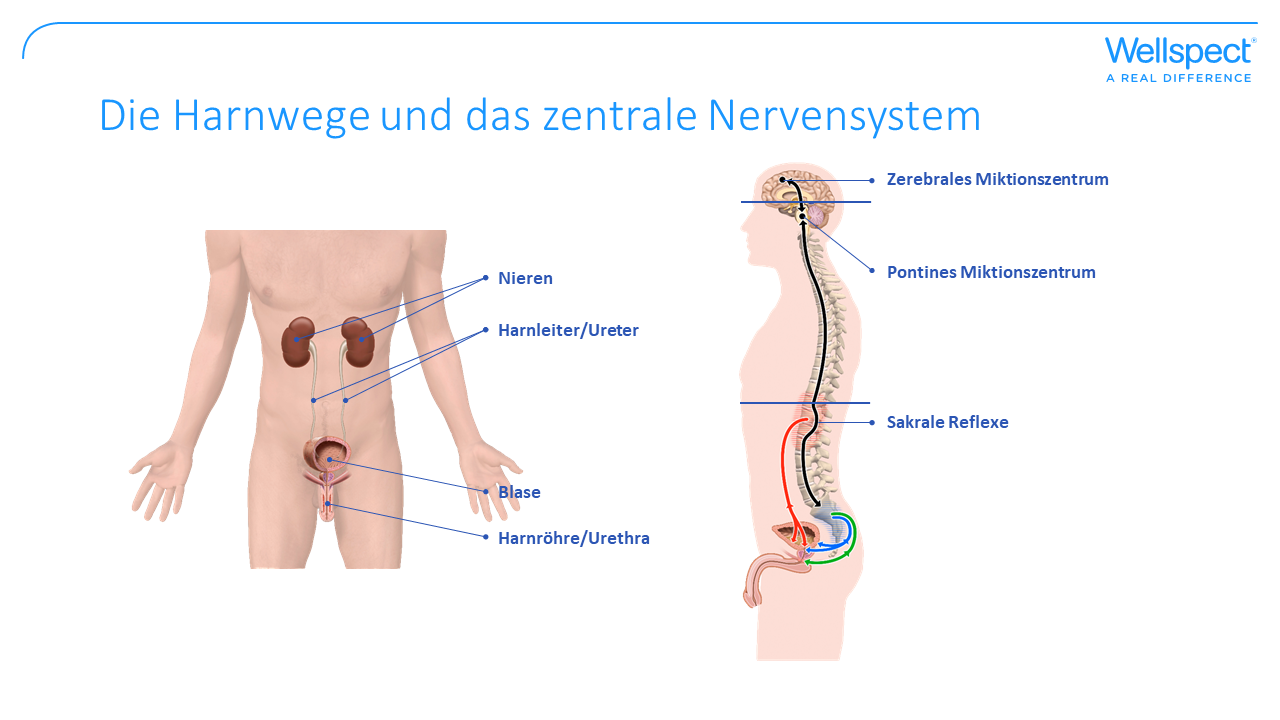 Wellspect®
A REAL DIFFERENCE
Die Harnwege und das zentrale Nervensystem
Nieren
Harnleiter/Ureter
Blase
Harnröhre/Urethra
Zerebrales Miktionszentrum
Pontines Miktionszentrum
Sakrale Reflexe